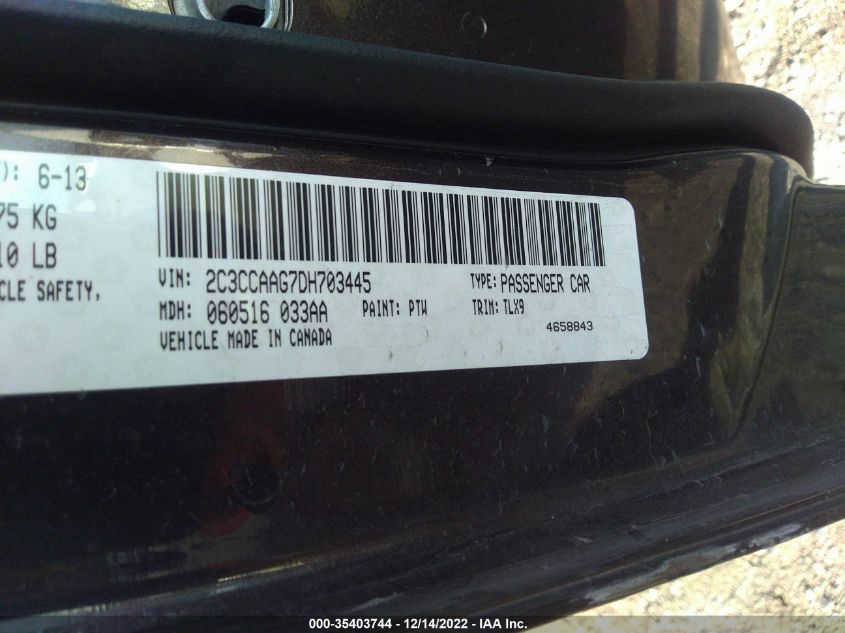 ): 6-13
75 KG
10 LB
CLE SAFETY,
VIN: 2C3CCAAG7DH703445 TYPE: PASSENGER CAR
MDH: 060516 033AA PAINT: PTW TRIM: TLX9
VEHICLE MADE IN CANADA 4658843
000-35403744 - 12/14/2022 - IAA Inc.